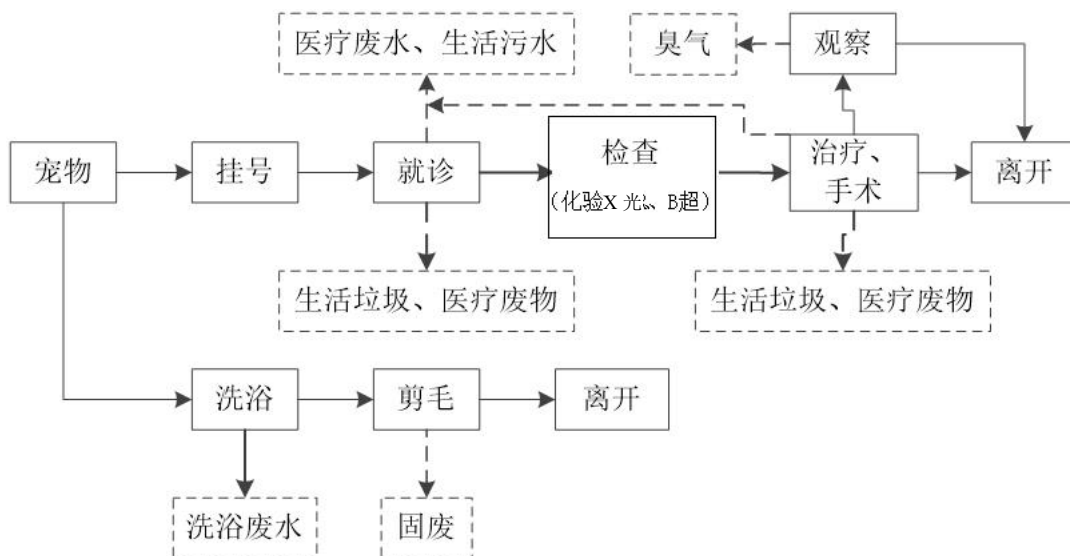 医疗废水、生活污水
臭气
观察
宠物
挂号
就诊
检查
(化验X 光、B超)
治疗、
手术
离开
生活垃圾、医疗废物
生活垃圾、医疗废物
洗浴
剪毛
离开
洗浴废水
固废